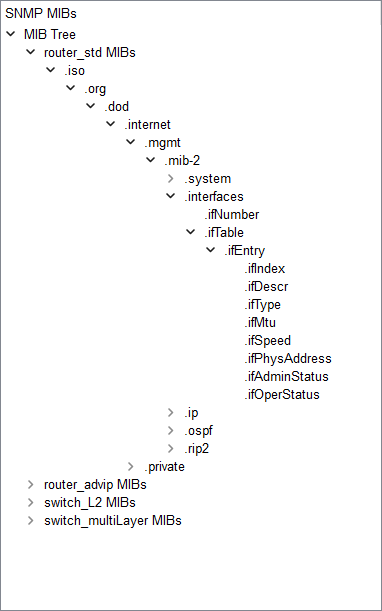 SNMP MIBs
MIB Tree
router_std MIBs
.iso
.org
.dod
.internet
.mgmt
.mib-2
.system
.interfaces
.ifNumber
.ifTable
.ifEntry
.ifIndex
.ifDescr
.ifType
.ifMtu
.ifSpeed
.ifPhysAddress
.ifAdminStatus
.ifOperStatus
.ip
.ospf
.rip2
.private
router_advip MIBs
switch_L2 MIBs
switch_multiLayer MIBs